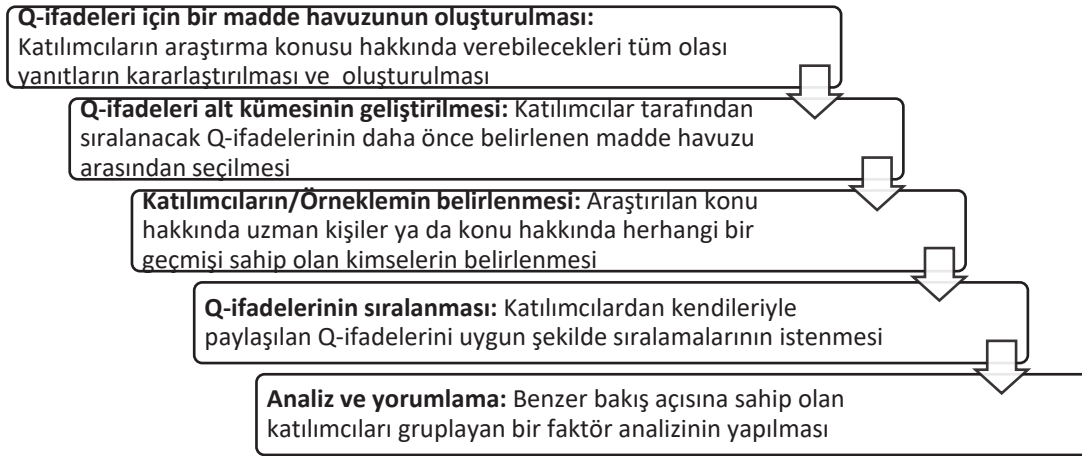 Q-ifadeleri için bir madde havuzunun oluşturulması:
Katılımcıların araştırma konusu hakkında verebilecekleri tüm olası
yanıtların kararlaştırılması ve oluşturulması
Q-ifadeleri alt kümesinin geliştirilmesi: Katılımcılar tarafından
sıralanacak Q-ifadelerinin daha önce belirlenen madde havuzu
arasından seçilmesi
Katılımcıların/Örneklemin belirlenmesi: Araştırılan konu
hakkında uzman kişiler ya da konu hakkında herhangi bir
geçmişi sahip olan kimselerin belirlenmesi
Q-ifadelerinin sıralanması: Katılımcılardan kendileriyle
paylaşılan Q-ifadelerini uygun şekilde sıralamalarının istenmesi
Analiz ve yorumlama: Benzer bakış açısına sahip olan
katılımcıları gruplayan bir faktör analizinin yapılması